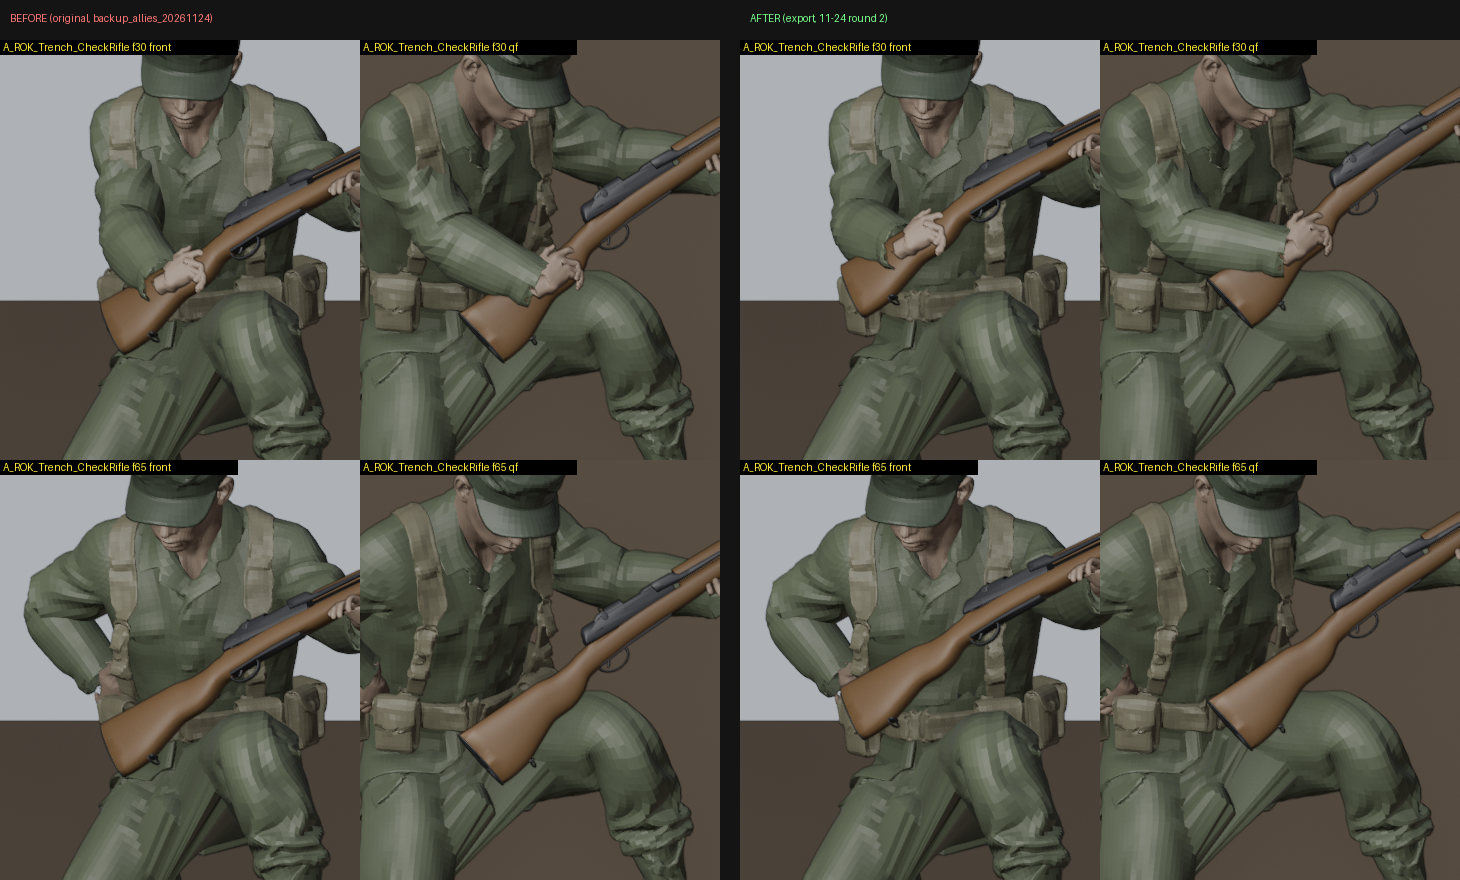 BEFORE (original, backup_allies_20261124)
AFTER (export, 11-24 round 2)
A_ROK_Trench_CheckRifle f30 front
A_ROK_Trench_CheckRifle f30 qf
A_ROK_Trench_CheckRifle f30 front
A_ROK_Trench_CheckRifle f30 qf
A_ROK_Trench_CheckRifle f65 front
A_ROK_Trench_CheckRifle f65 qf
A_ROK_Trench_CheckRifle f65 front
A_ROK_Trench_CheckRifle f65 qf